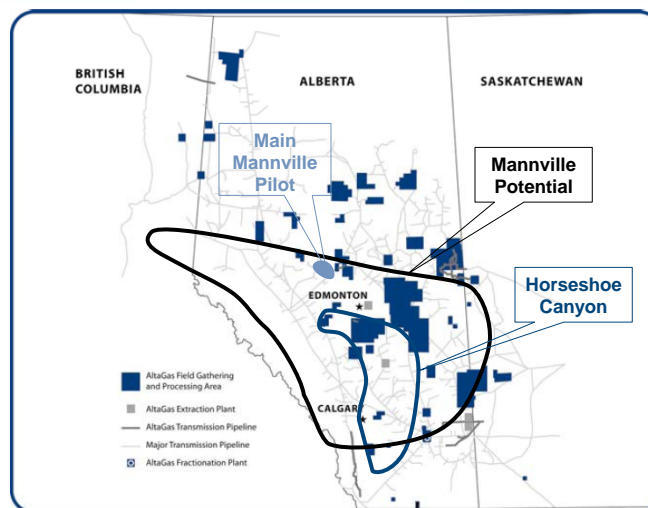 BRITISH
COLUMBIA
ALBERTA
SASKATCHEWAN
Main
Mannville
Pilot
Mannville
Potential
Horseshoe
Canyon
EDMONTON
CALGARY
AltaGas Field Gathering
and Processing Area
AltaGas Extraction Plant
AltaGas Transmission Pipeline
Major Transmission Pipeline
AltaGas Fractionation Plant